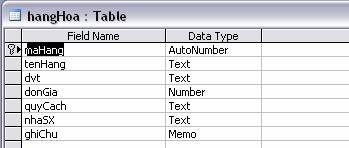 hangHoa : Table
Field Name Data Type
maHang AutoNumber
tenHang Text
dvt Text
donGia Number
quyCach Text
nhaSX Text
ghiChu Memo